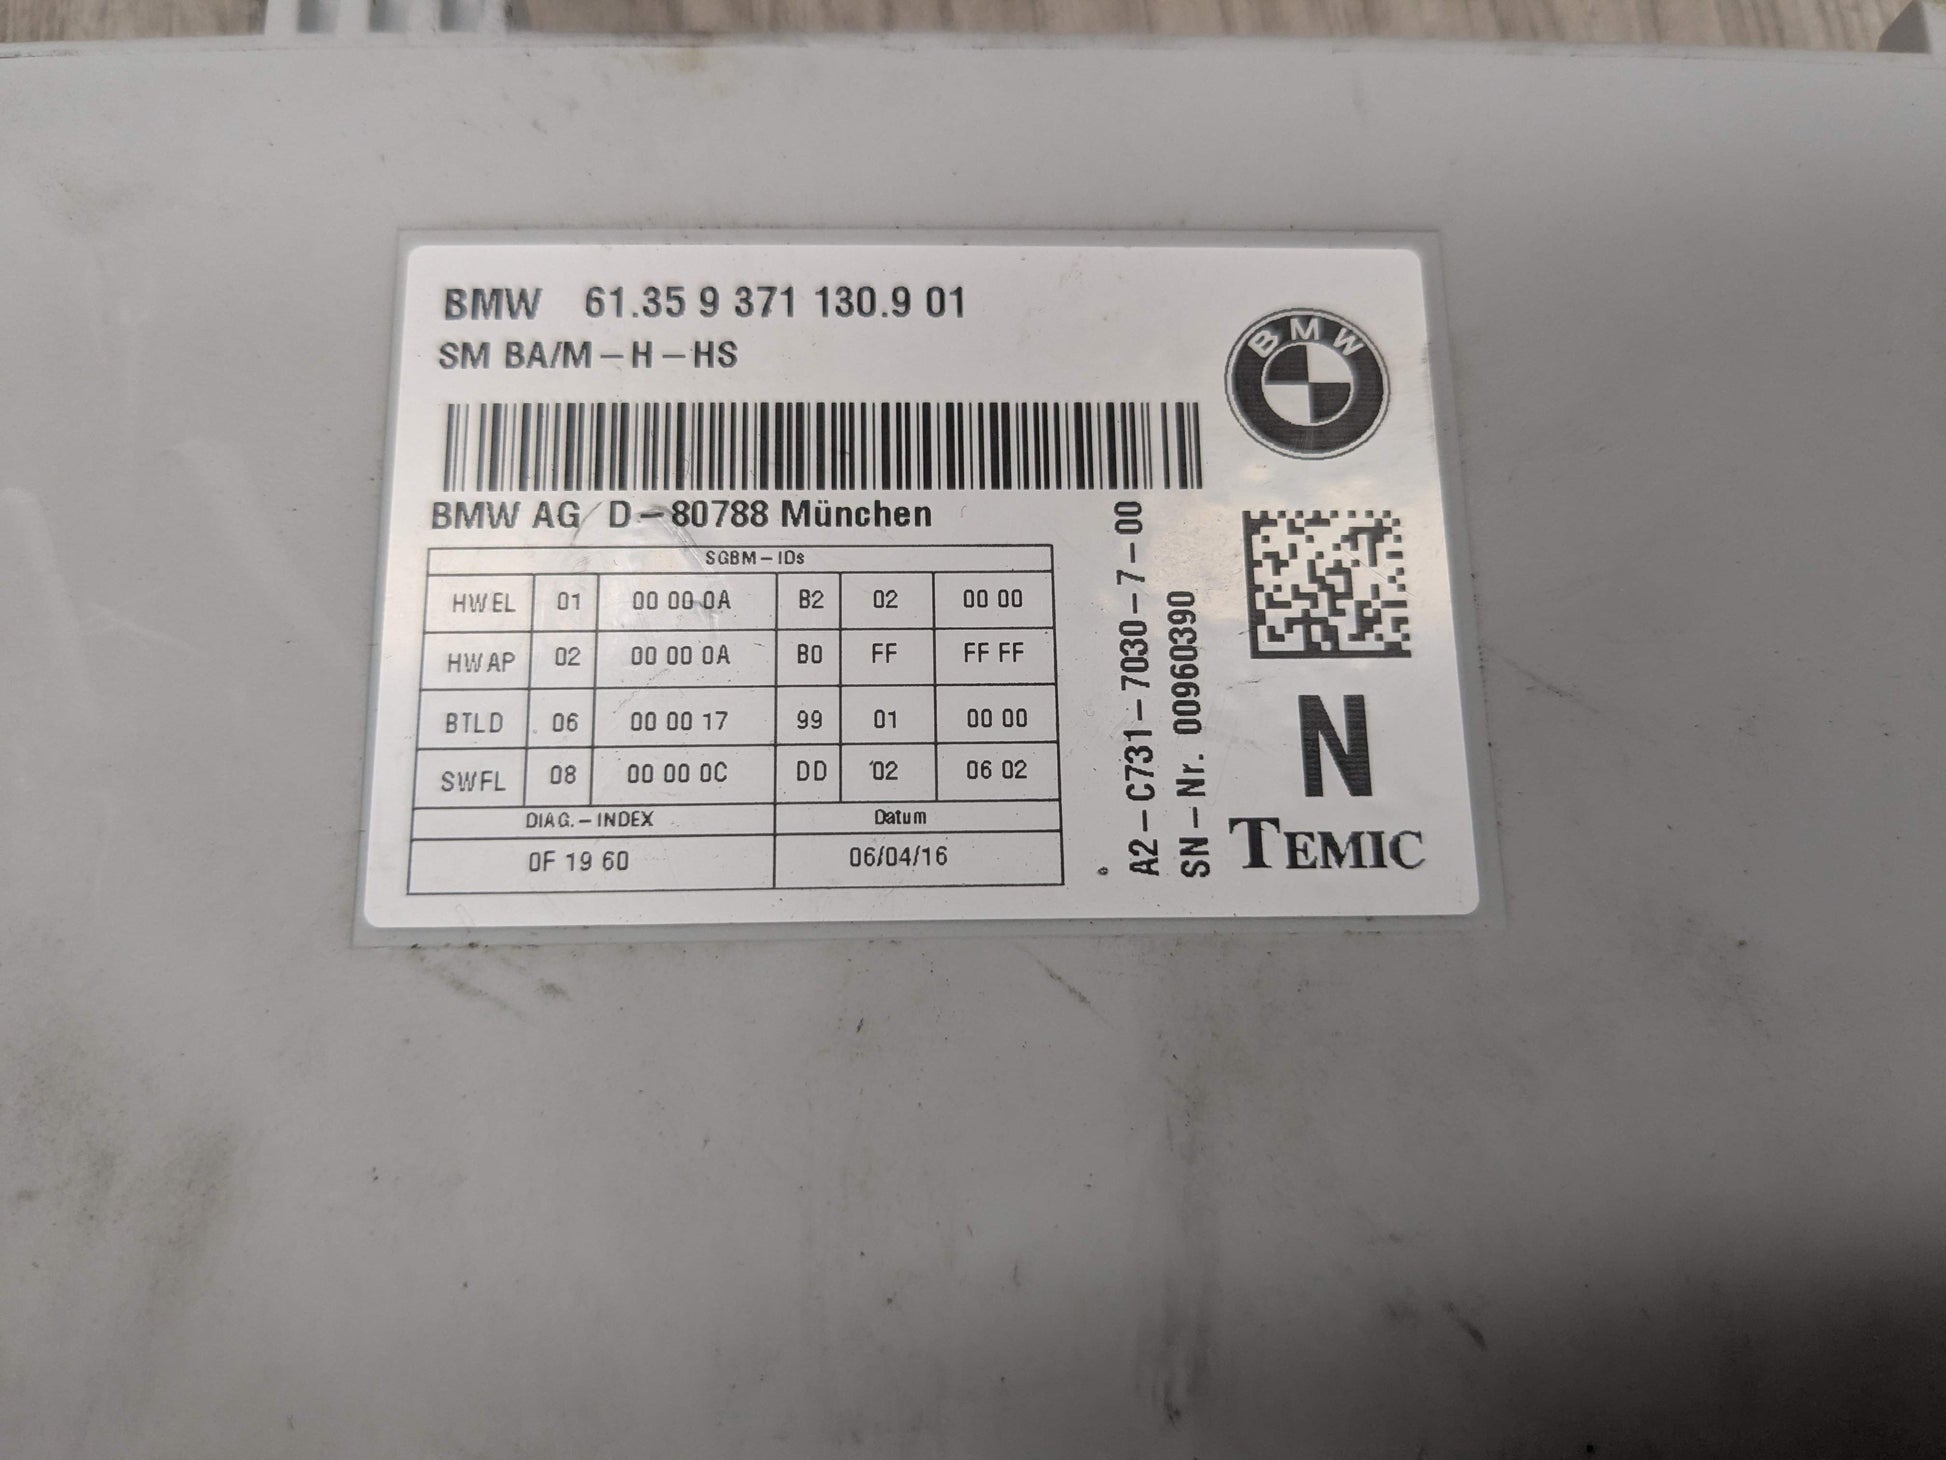 BMW 61.35 9 371 130.9 01
SM BA/M-H-HS
BMW
BMW AG D-80788 München
SGBM-IDs
HWEL 01 00 00 0A B2 02 00 00
HWAP 02 00 00 0A B0 FF FF FF
BTLD 06 00 00 17 99 01 00 00
SWFL 08 00 00 0C DD 02 06 02
DIAG.-INDEX Datum
0F 19 60 06/04/16
A2-C731-7030-7-00
SN-Nr. 00960390
N
TEMIC